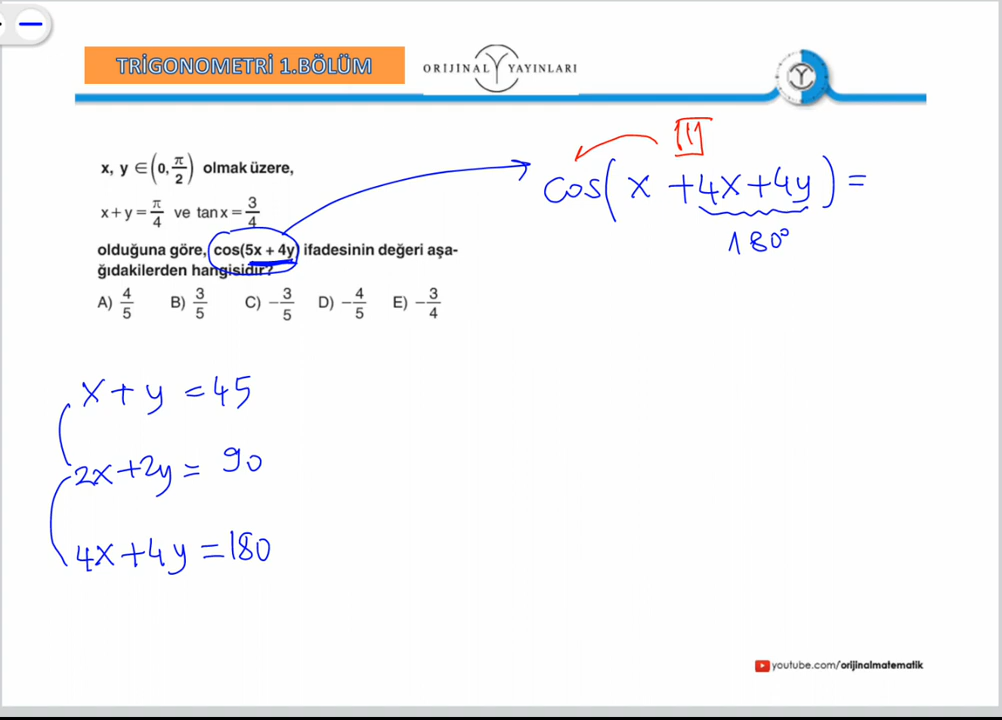 TRİGONOMETRİ 1.BÖLÜM
ORIJINAL YAYINLARI
x, y ∈ (0, π/2) olmak üzere,
x + y = π/4 ve tan x = 3/4
olduğuna göre, cos(5x + 4y) ifadesinin değeri aşa-
ğıdakilerden hangisidir?
A) 4/5 B) 3/5 C) -3/5 D) -4/5 E) -3/4
III
cos(x + 4x + 4y) =
180°
x + y = 45
2x + 2y = 90
4x + 4y = 180
youtube.com/orijinalmatematik